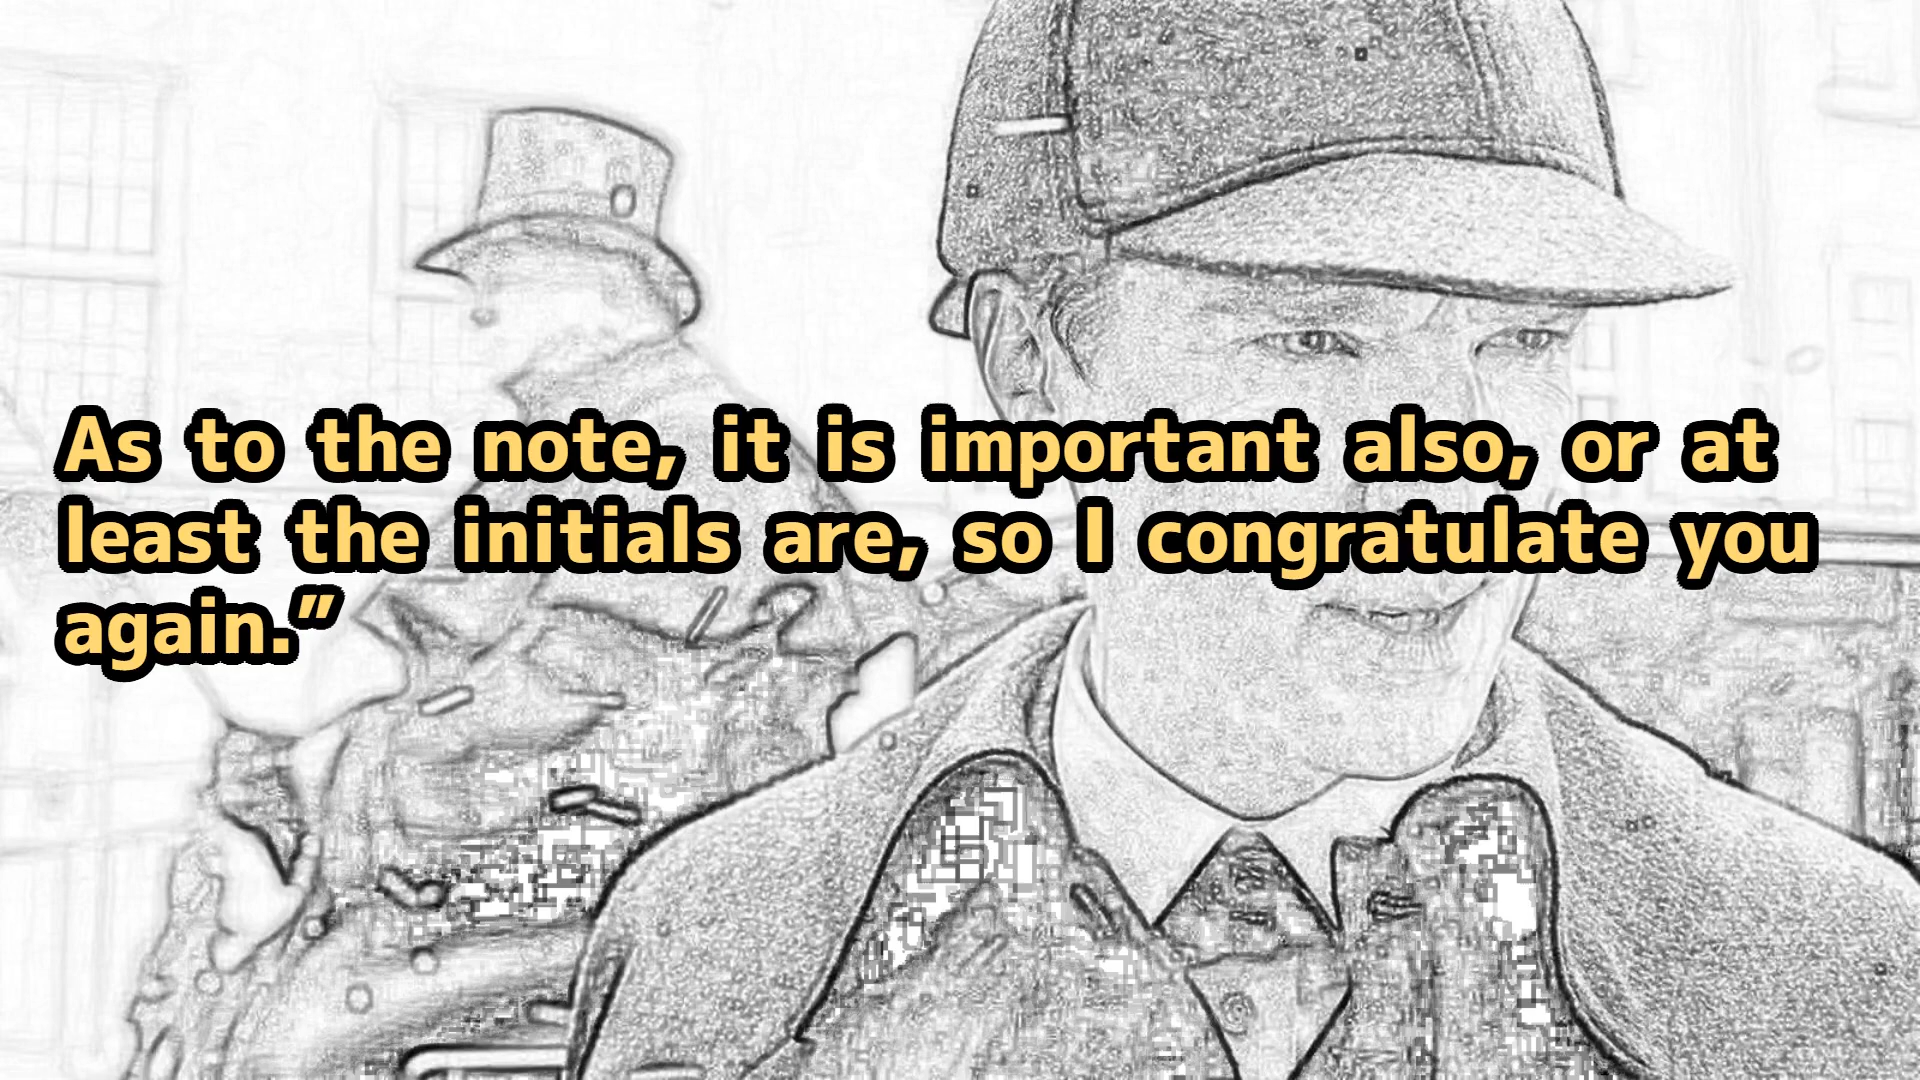 As to the note, it is important also, or at
least the initials are, so I congratulate you
again.”